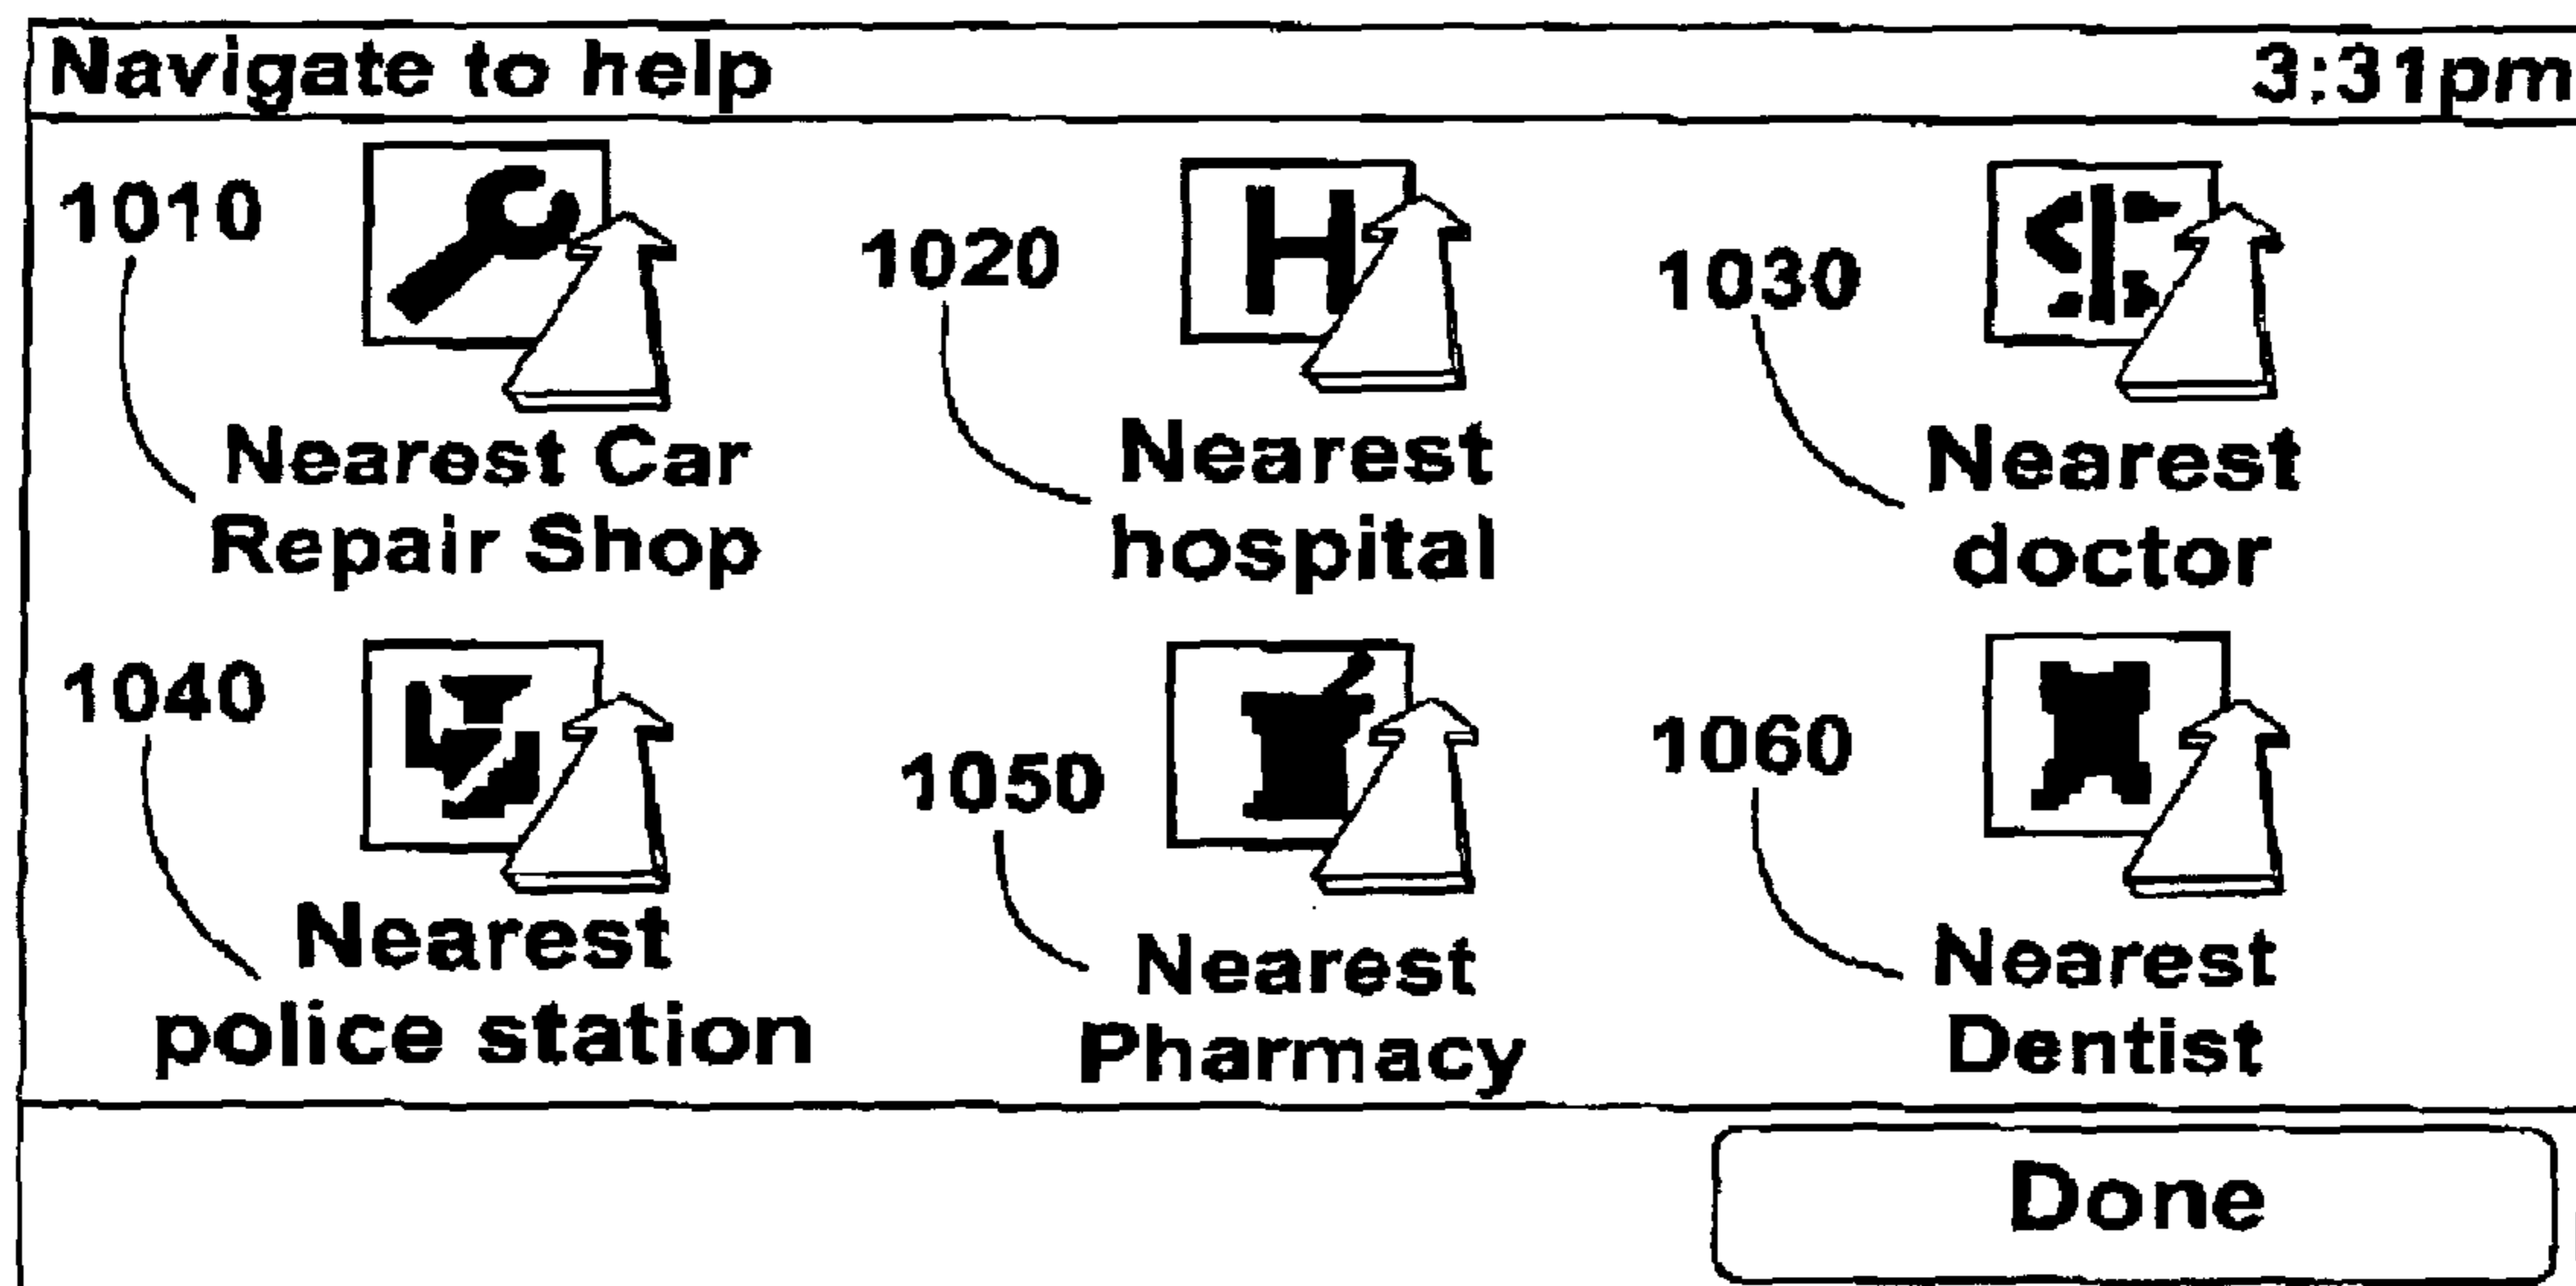 Navigate to help 3:31pm
1010
Nearest Car
Repair Shop
1020
H
Nearest
hospital
1030
Nearest
doctor
1040
Nearest
police station
1050
Nearest
Pharmacy
1060
Nearest
Dentist
Done